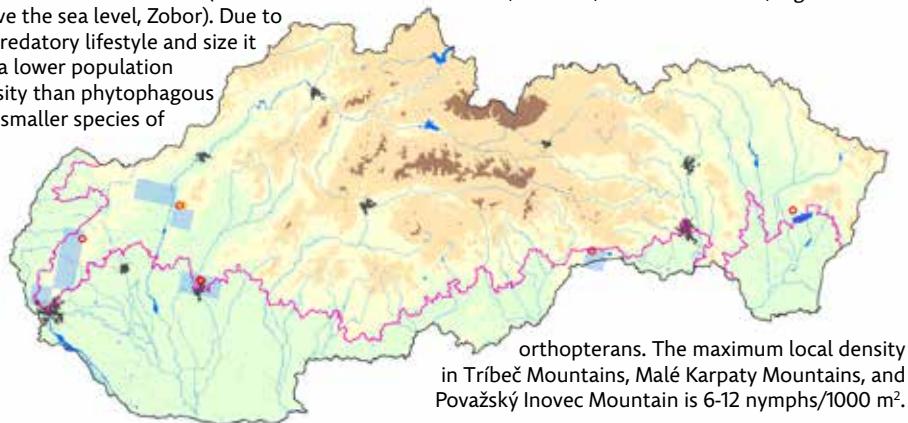 ve the sea level, Zobor). Due to
redatory lifestyle and size it
a lower population
sity than phytophagous
smaller species of
orthopterans. The maximum local density
in Tríbeč Mountains, Malé Karpaty Mountains, and
Považský Inovec Mountain is 6-12 nymphs/1000 m².